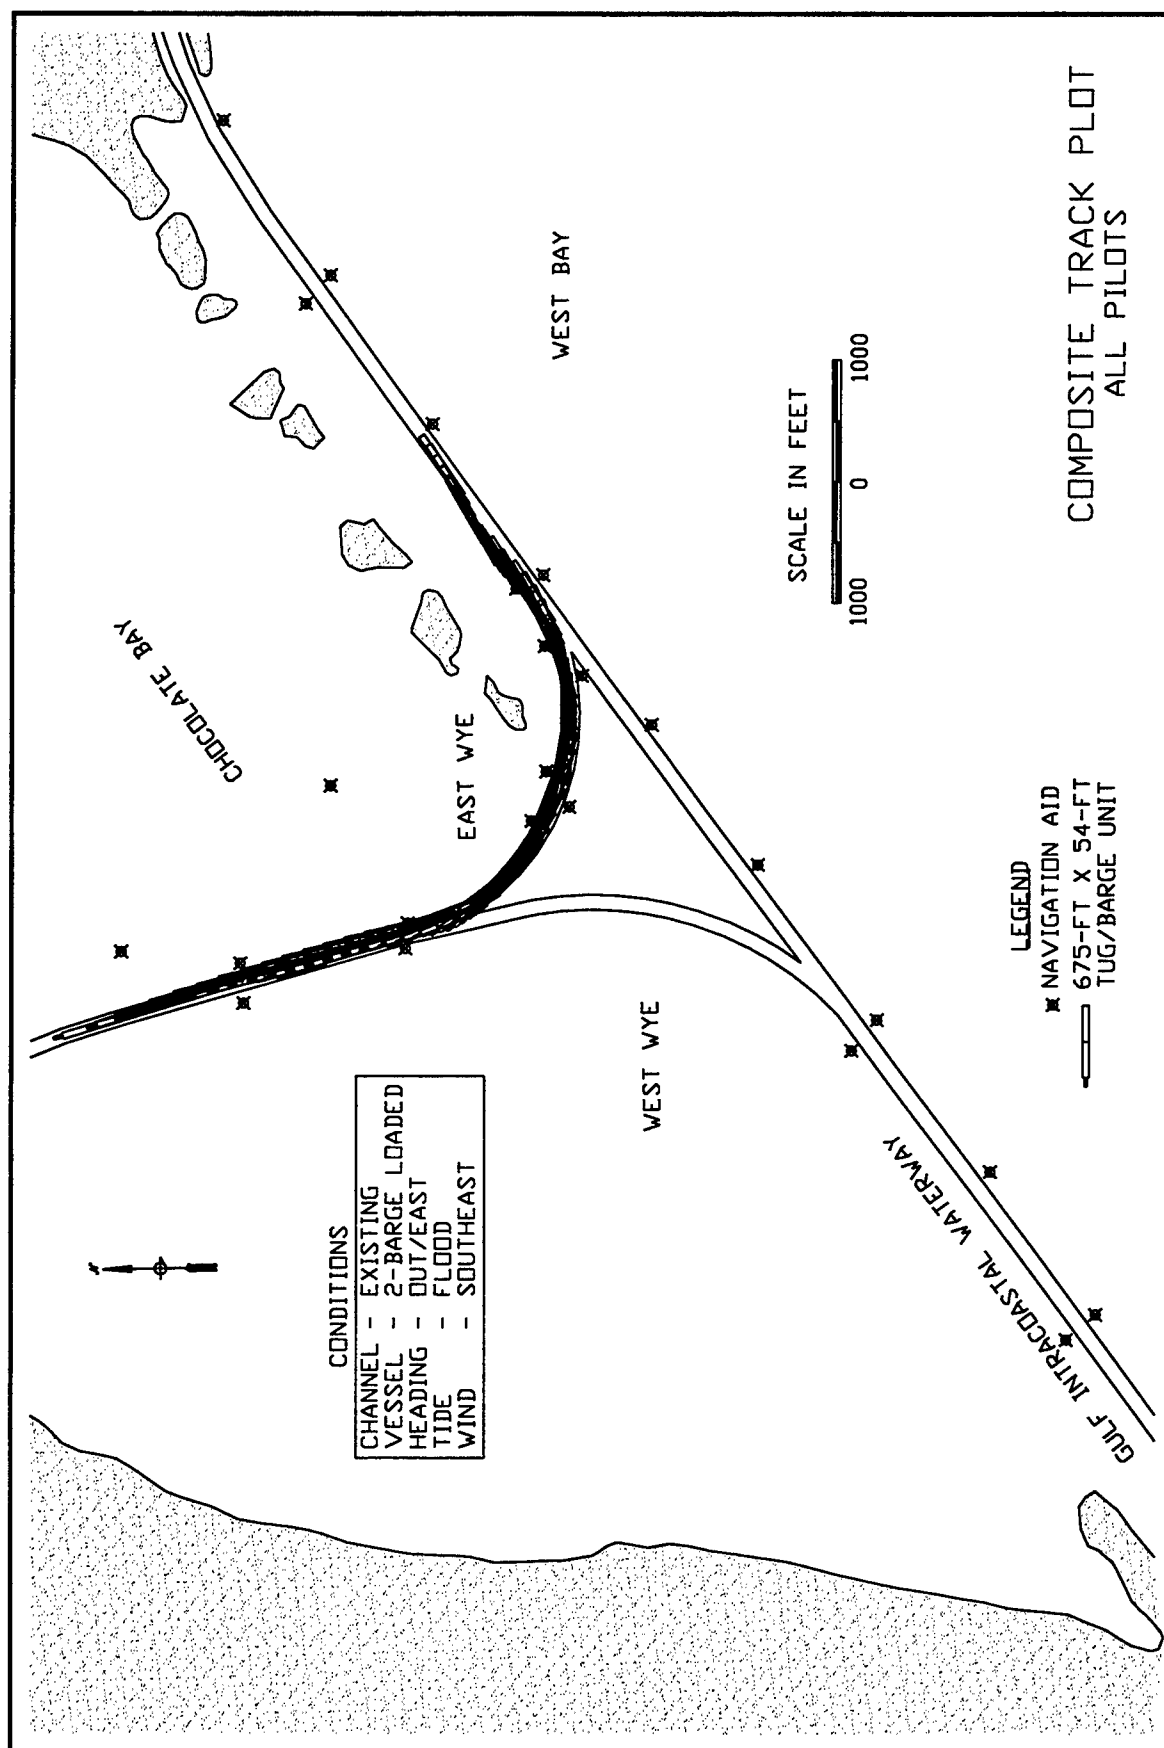 CHOCOLATE BAY
EAST WYE
WEST BAY
WEST WYE
GULF INTRACOASTAL WATERWAY
CONDITIONS
CHANNEL - EXISTING
VESSEL - 2-BARGE LOADED
HEADING - OUT/EAST
TIDE - FLOOD
WIND - SOUTHEAST
SCALE IN FEET
1000 0 1000
LEGEND
NAVIGATION AID
675-FT X 54-FT
TUG/BARGE UNIT
COMPOSITE TRACK PLOT
ALL PILOTS